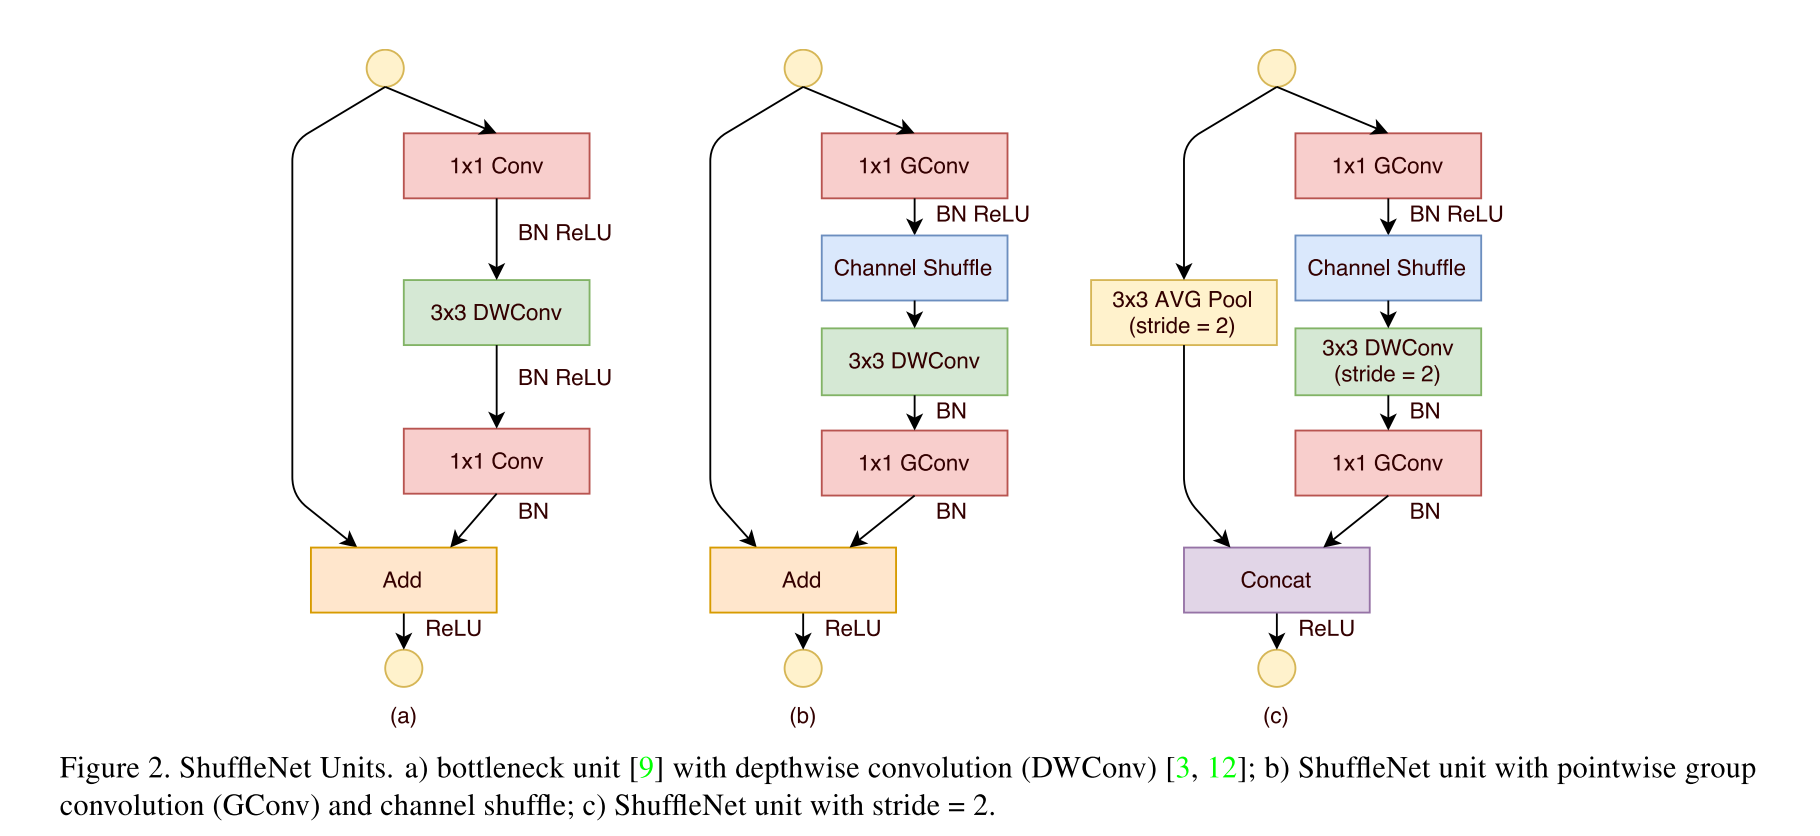 1x1 Conv
BN ReLU
3x3 DWConv
BN ReLU
1x1 Conv
BN
Add
ReLU
(a)
1x1 GConv
BN ReLU
Channel Shuffle
3x3 DWConv
BN
1x1 GConv
BN
Add
ReLU
(b)
1x1 GConv
BN ReLU
Channel Shuffle
3x3 AVG Pool
(stride = 2)
3x3 DWConv
(stride = 2)
BN
1x1 GConv
BN
Concat
ReLU
(c)
Figure 2. ShuffleNet Units. a) bottleneck unit [9] with depthwise convolution (DWConv) [3, 12]; b) ShuffleNet unit with pointwise group
convolution (GConv) and channel shuffle; c) ShuffleNet unit with stride = 2.